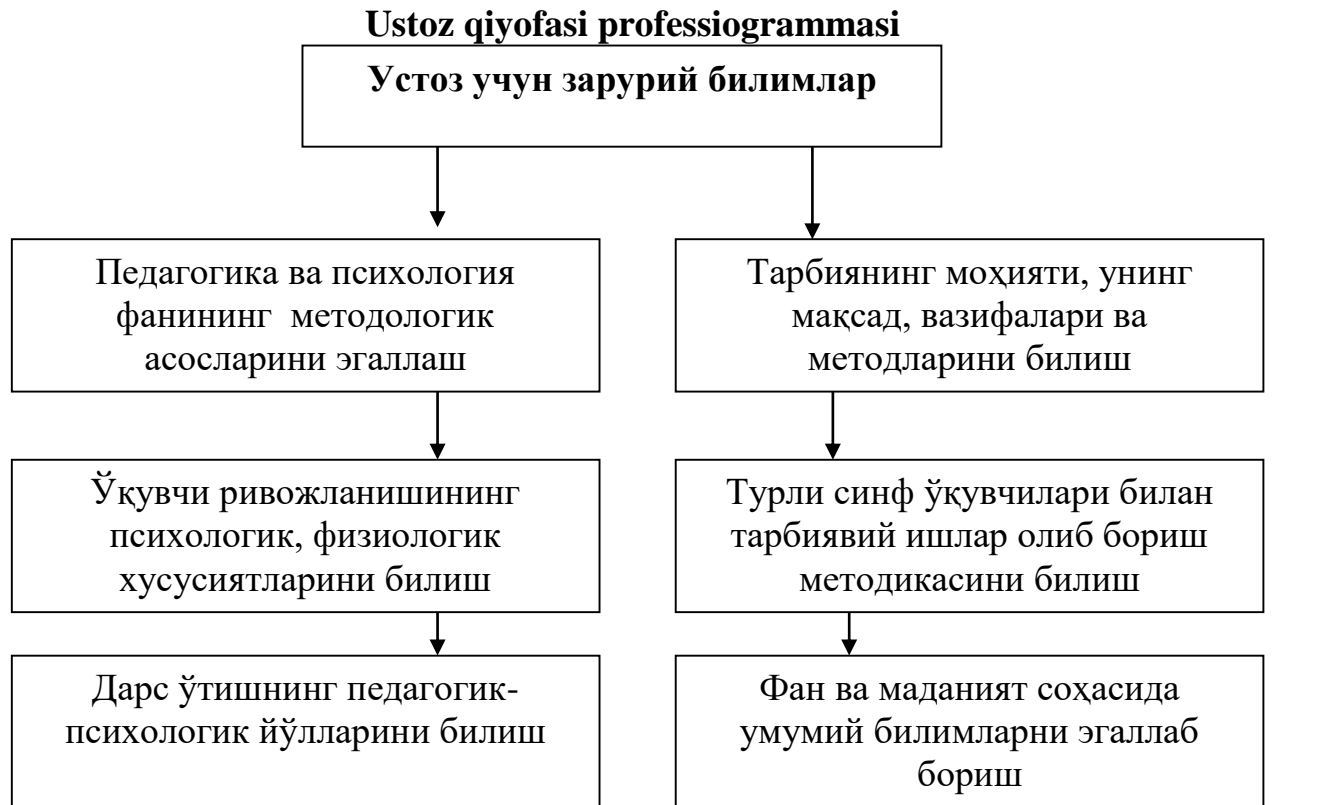 Ustoz qiyofasi professiogrammasi
Устоз учун зарурий билимлар
Педагогика ва психология
фанининг методологик
асосларини эгаллаш
Тарбиянинг моҳияти, унинг
мақсад, вазифалари ва
методларини билиш
Ўқувчи ривожланишининг
психологик, физиологик
хусусиятларини билиш
Турли синф ўқувчилари билан
тарбиявий ишлар олиб бориш
методикасини билиш
Дарс ўтишнинг педагогик-
психологик йўлларини билиш
Фан ва маданият соҳасида
умумий билимларни эгаллаб
бориш